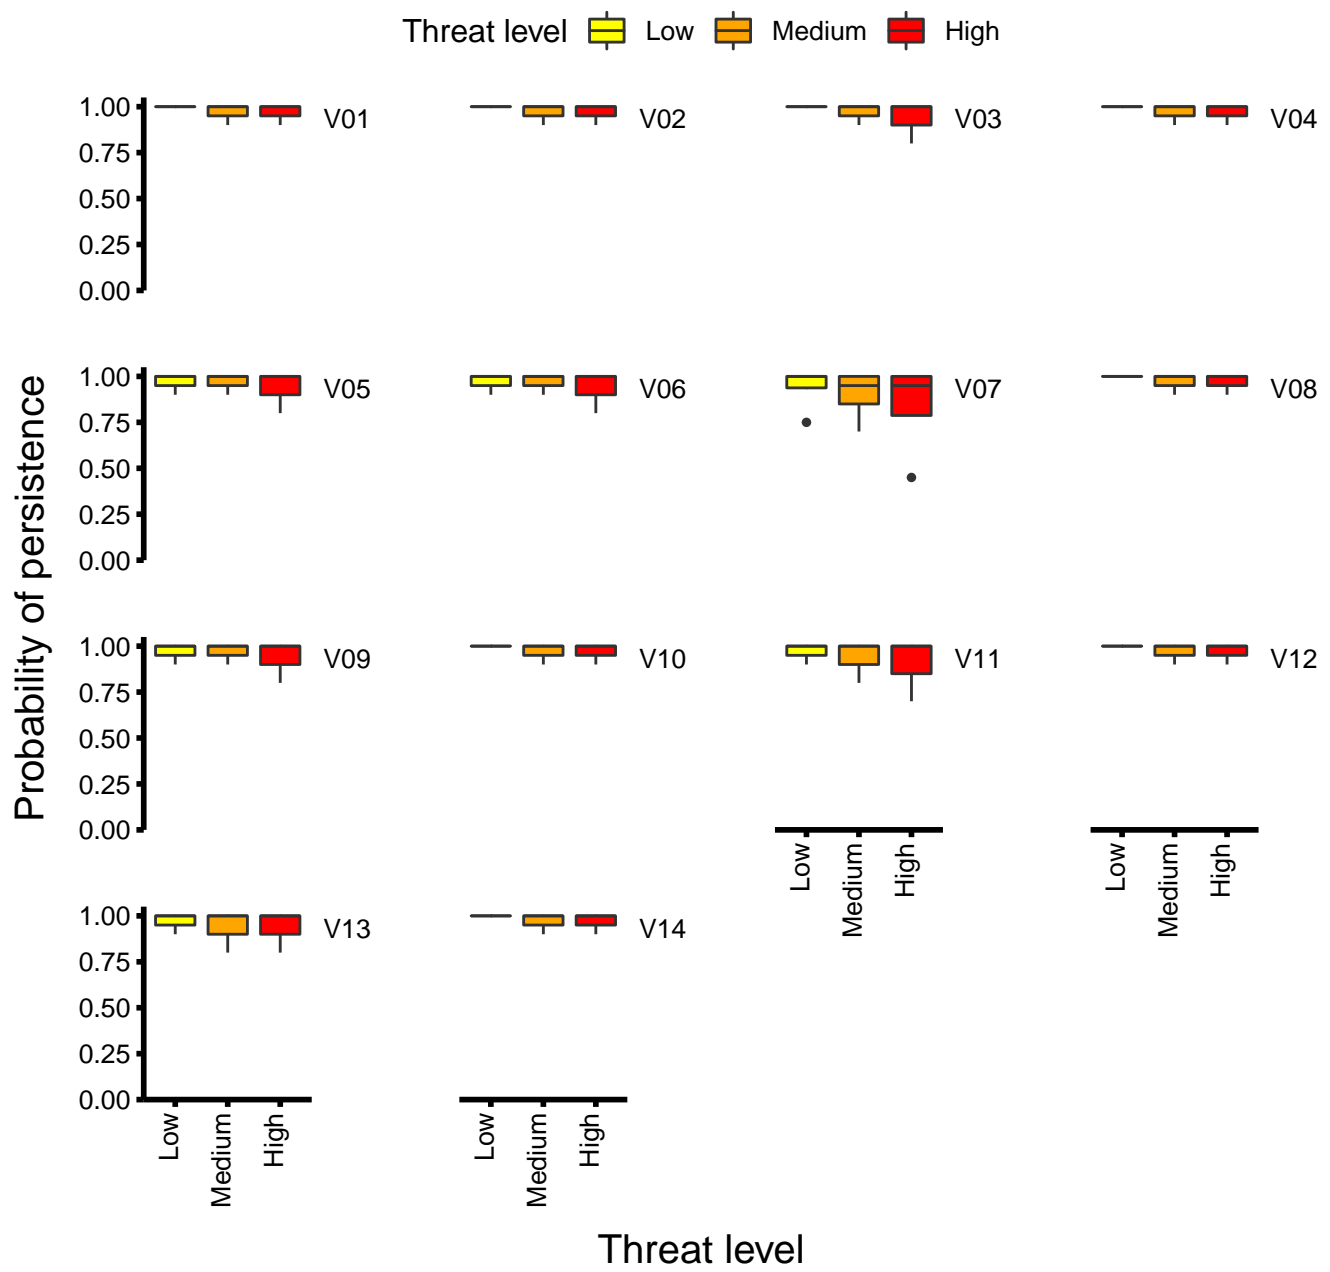 Threat level Low Medium High
1.00 V01 V02 V03 V04
0.75
0.50
0.25
0.00
1.00 V05 V06 V07 V08
0.75
0.50
0.25
0.00
1.00 V09 V10 V11 V12
0.75
0.50
0.25
0.00
Low Medium High Low Medium High
1.00 V13 V14
0.75
0.50
0.25
0.00
Low Medium High Low Medium High
Probability of persistence
Threat level